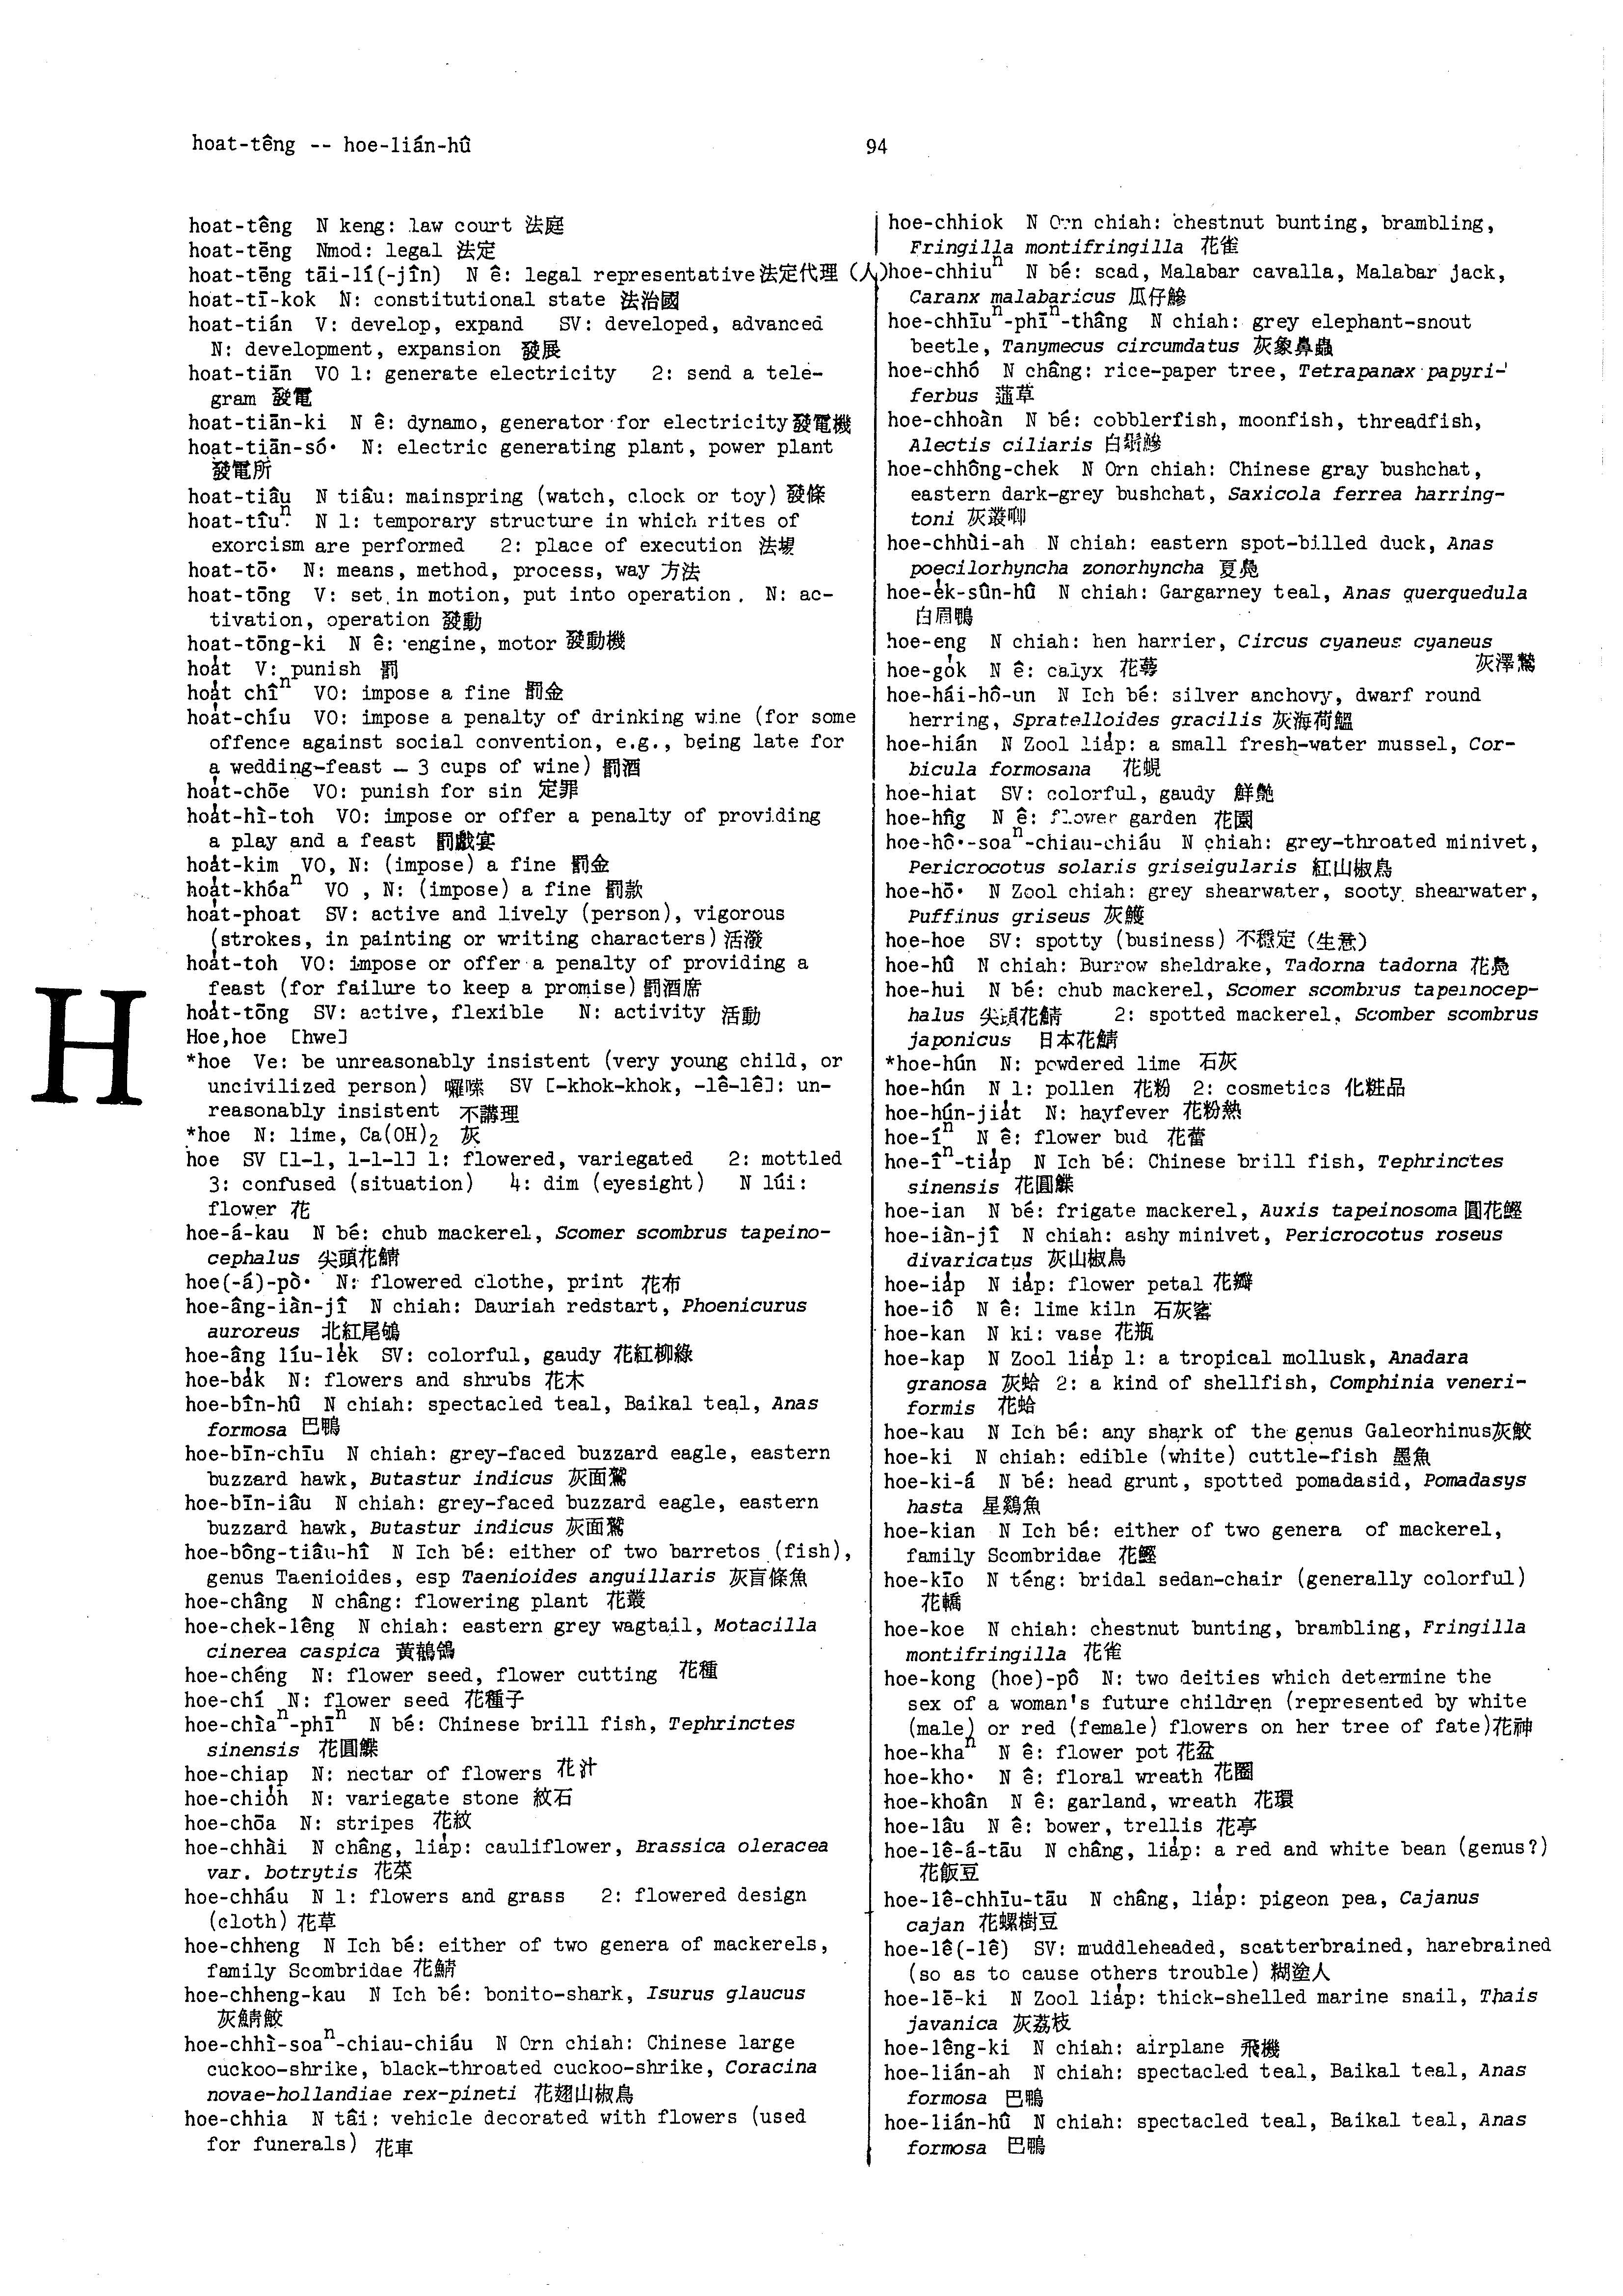 hoat-têng -- hoe-lián-hû
94
hoat-têng N keng: law court 法庭
hoat-tēng Nmod: legal 法定
hoat-tēng tāi-lí(-jîn) N ê: legal representative 法定代理(人)
hoat-tī-kok N: constitutional state 法治國
hoat-tián V: develop, expand SV: developed, advanced
N: development, expansion 發展
hoat-tiān VO 1: generate electricity 2: send a tele-
gram 發電
hoat-tiān-ki N ê: dynamo, generator for electricity 發電機
hoat-tiān-só͘ N: electric generating plant, power plant
發電所
hoat-tiâu N tiâu: mainspring (watch, clock or toy) 發條
hoat-tîuⁿ N 1: temporary structure in which rites of
exorcism are performed 2: place of execution 法場
hoat-tō͘ N: means, method, process, way 方法
hoat-tōng V: set in motion, put into operation. N: ac-
tivation, operation 發動
hoat-tōng-ki N ê: engine, motor 發動機
hoa̍t V: punish 罰
hoa̍t chîⁿ VO: impose a fine 罰金
hoa̍t-chíu VO: impose a penalty of drinking wine (for some
offence against social convention, e.g., being late for
a wedding-feast — 3 cups of wine) 罰酒
hoa̍t-chōe VO: punish for sin 定罪
hoa̍t-hì-toh VO: impose or offer a penalty of providing
a play and a feast 罰戲宴
hoa̍t-kim VO, N: (impose) a fine 罰金
hoa̍t-khóaⁿ VO , N: (impose) a fine 罰款
hoa̍t-phoat SV: active and lively (person), vigorous
(strokes, in painting or writing characters) 活潑
hoa̍t-toh VO: impose or offer a penalty of providing a
feast (for failure to keep a promise) 罰酒席
hoa̍t-tōng SV: active, flexible N: activity 活動
H
Hoe,hoe [hwe]
*hoe Ve: be unreasonably insistent (very young child, or
uncivilized person) 囉嗦 SV [-khok-khok, -lê-lê]: un-
reasonably insistent 不講理
*hoe N: lime, Ca(OH)₂ 灰
hoe SV [1-1, 1-1-1] 1: flowered, variegated 2: mottled
3: confused (situation) 4: dim (eyesight) N lúi:
flower 花
hoe-á-kau N bé: chub mackerel, Scomer scombrus tapeino-
cephalus 尖頭花鯖
hoe(-á)-pò͘ N: flowered clothe, print 花布
hoe-âng-iàn-jî N chiah: Dauriah redstart, Phoenicurus
auroreus 北紅尾鴝
hoe-âng líu-le̍k SV: colorful, gaudy 花紅柳綠
hoe-ba̍k N: flowers and shrubs 花木
hoe-bîn-hû N chiah: spectacled teal, Baikal teal, Anas
formosa 巴鴨
hoe-bīn-chīu N chiah: grey-faced buzzard eagle, eastern
buzzard hawk, Butastur indicus 灰面鷲
hoe-bīn-iâu N chiah: grey-faced buzzard eagle, eastern
buzzard hawk, Butastur indicus 灰面鷲
hoe-bông-tiâu-hî N Ich bé: either of two barretos (fish),
genus Taenioides, esp Taenioides anguillaris 灰盲條魚
hoe-châng N châng: flowering plant 花叢
hoe-chek-lêng N chiah: eastern grey wagtail, Motacilla
cinerea caspica 黃鶺鴒
hoe-chéng N: flower seed, flower cutting 花種
hoe-chí N: flower seed 花種子
hoe-chìaⁿ-phīⁿ N bé: Chinese brill fish, Tephrinctes
sinensis 花圓鰈
hoe-chiap N: nectar of flowers 花汁
hoe-chio̍h N: variegate stone 紋石
hoe-chōa N: stripes 花紋
hoe-chhài N châng, lia̍p: cauliflower, Brassica oleracea
var. botrytis 花菜
hoe-chháu N 1: flowers and grass 2: flowered design
(cloth) 花草
hoe-chheng N Ich bé: either of two genera of mackerels,
family Scombridae 花鯖
hoe-chheng-kau N Ich bé: bonito-shark, Isurus glaucus
灰鯖鮫
hoe-chhì-soaⁿ-chiau-chiáu N Orn chiah: Chinese large
cuckoo-shrike, black-throated cuckoo-shrike, Coracina
novae-hollandiae rex-pineti 花翅山椒鳥
hoe-chhia N tâi: vehicle decorated with flowers (used
for funerals) 花車
hoe-chhiok N Orn chiah: chestnut bunting, brambling,
Fringilla montifringilla 花雀
hoe-chhiuⁿ N bé: scad, Malabar cavalla, Malabar jack,
Caranx malabaricus 瓜仔鰺
hoe-chhīuⁿ-phīⁿ-thâng N chiah: grey elephant-snout
beetle, Tanymecus circumdatus 灰象鼻蟲
hoe-chhó N châng: rice-paper tree, Tetrapanax papyri-
ferbus 蓪草
hoe-chhoàn N bé: cobblerfish, moonfish, threadfish,
Alectis ciliaris 白鬚鰺
hoe-chhông-chek N Orn chiah: Chinese gray bushchat,
eastern dark-grey bushchat, Saxicola ferrea harring-
toni 灰叢唧
hoe-chhùi-ah N chiah: eastern spot-billed duck, Anas
poecilorhyncha zonorhyncha 夏鳧
hoe-e̍k-sûn-hû N chiah: Gargarney teal, Anas querquedula
白眉鴨
hoe-eng N chiah: hen harrier, Circus cyaneus cyaneus
灰澤鵟
hoe-go̍k N ê: calyx 花萼
hoe-hái-hô-un N Ich bé: silver anchovy, dwarf round
herring, Spratelloides gracilis 灰海荷鰮
hoe-hián N Zool lia̍p: a small fresh-water mussel, Cor-
bicula formosana 花蜆
hoe-hiat SV: colorful, gaudy 鮮艷
hoe-hn̂g N ê: flower garden 花園
hoe-hô͘-soaⁿ-chiau-chiáu N chiah: grey-throated minivet,
Pericrocotus solaris griseigularis 紅山椒鳥
hoe-hō͘ N Zool chiah: grey shearwater, sooty shearwater,
Puffinus griseus 灰鸌
hoe-hoe SV: spotty (business) 不穩定 (生意)
hoe-hû N chiah: Burrow sheldrake, Tadorna tadorna 花鳧
hoe-hui N bé: chub mackerel, Scomer scombrus tapeinocep-
halus 尖頭花鯖 2: spotted mackerel, Scomber scombrus
japonicus 日本花鯖
*hoe-hún N: powdered lime 石灰
hoe-hún N 1: pollen 花粉 2: cosmetics 化粧品
hoe-hún-jia̍t N: hayfever 花粉熱
hoe-íⁿ N ê: flower bud 花蕾
hoe-îⁿ-tia̍p N Ich bé: Chinese brill fish, Tephrinctes
sinensis 花圓鰈
hoe-ian N bé: frigate mackerel, Auxis tapeinosoma 圓花鰹
hoe-iàn-jî N chiah: ashy minivet, Pericrocotus roseus
divaricatus 灰山椒鳥
hoe-ia̍p N ia̍p: flower petal 花瓣
hoe-iô N ê: lime kiln 石灰窰
hoe-kan N ki: vase 花瓶
hoe-kap N Zool lia̍p 1: a tropical mollusk, Anadara
granosa 灰蛤 2: a kind of shellfish, Comphinia veneri-
formis 花蛤
hoe-kau N Ich bé: any shark of the genus Galeorhinus 灰鮫
hoe-ki N chiah: edible (white) cuttle-fish 墨魚
hoe-ki-á N bé: head grunt, spotted pomadasid, Pomadasys
hasta 星鷄魚
hoe-kian N Ich bé: either of two genera of mackerel,
family Scombridae 花鰹
hoe-kīo N téng: bridal sedan-chair (generally colorful)
花轎
hoe-koe N chiah: chestnut bunting, brambling, Fringilla
montifringilla 花雀
hoe-kong (hoe)-pô N: two deities which determine the
sex of a woman's future children (represented by white
(male) or red (female) flowers on her tree of fate) 花神
hoe-khaⁿ N ê: flower pot 花盆
hoe-kho͘ N ê: floral wreath 花圈
hoe-khoân N ê: garland, wreath 花環
hoe-lâu N ê: bower, trellis 花亭
hoe-lê-á-tāu N châng, lia̍p: a red and white bean (genus?)
花飯豆
hoe-lê-chhīu-tāu N châng, lia̍p: pigeon pea, Cajanus
cajan 花螺樹豆
hoe-lê(-lê) SV: muddleheaded, scatterbrained, harebrained
(so as to cause others trouble) 糊塗人
hoe-lē-ki N Zool lia̍p: thick-shelled marine snail, Thais
javanica 灰荔枝
hoe-lêng-ki N chiah: airplane 飛機
hoe-lián-ah N chiah: spectacled teal, Baikal teal, Anas
formosa 巴鴨
hoe-lián-hû N chiah: spectacled teal, Baikal teal, Anas
formosa 巴鴨